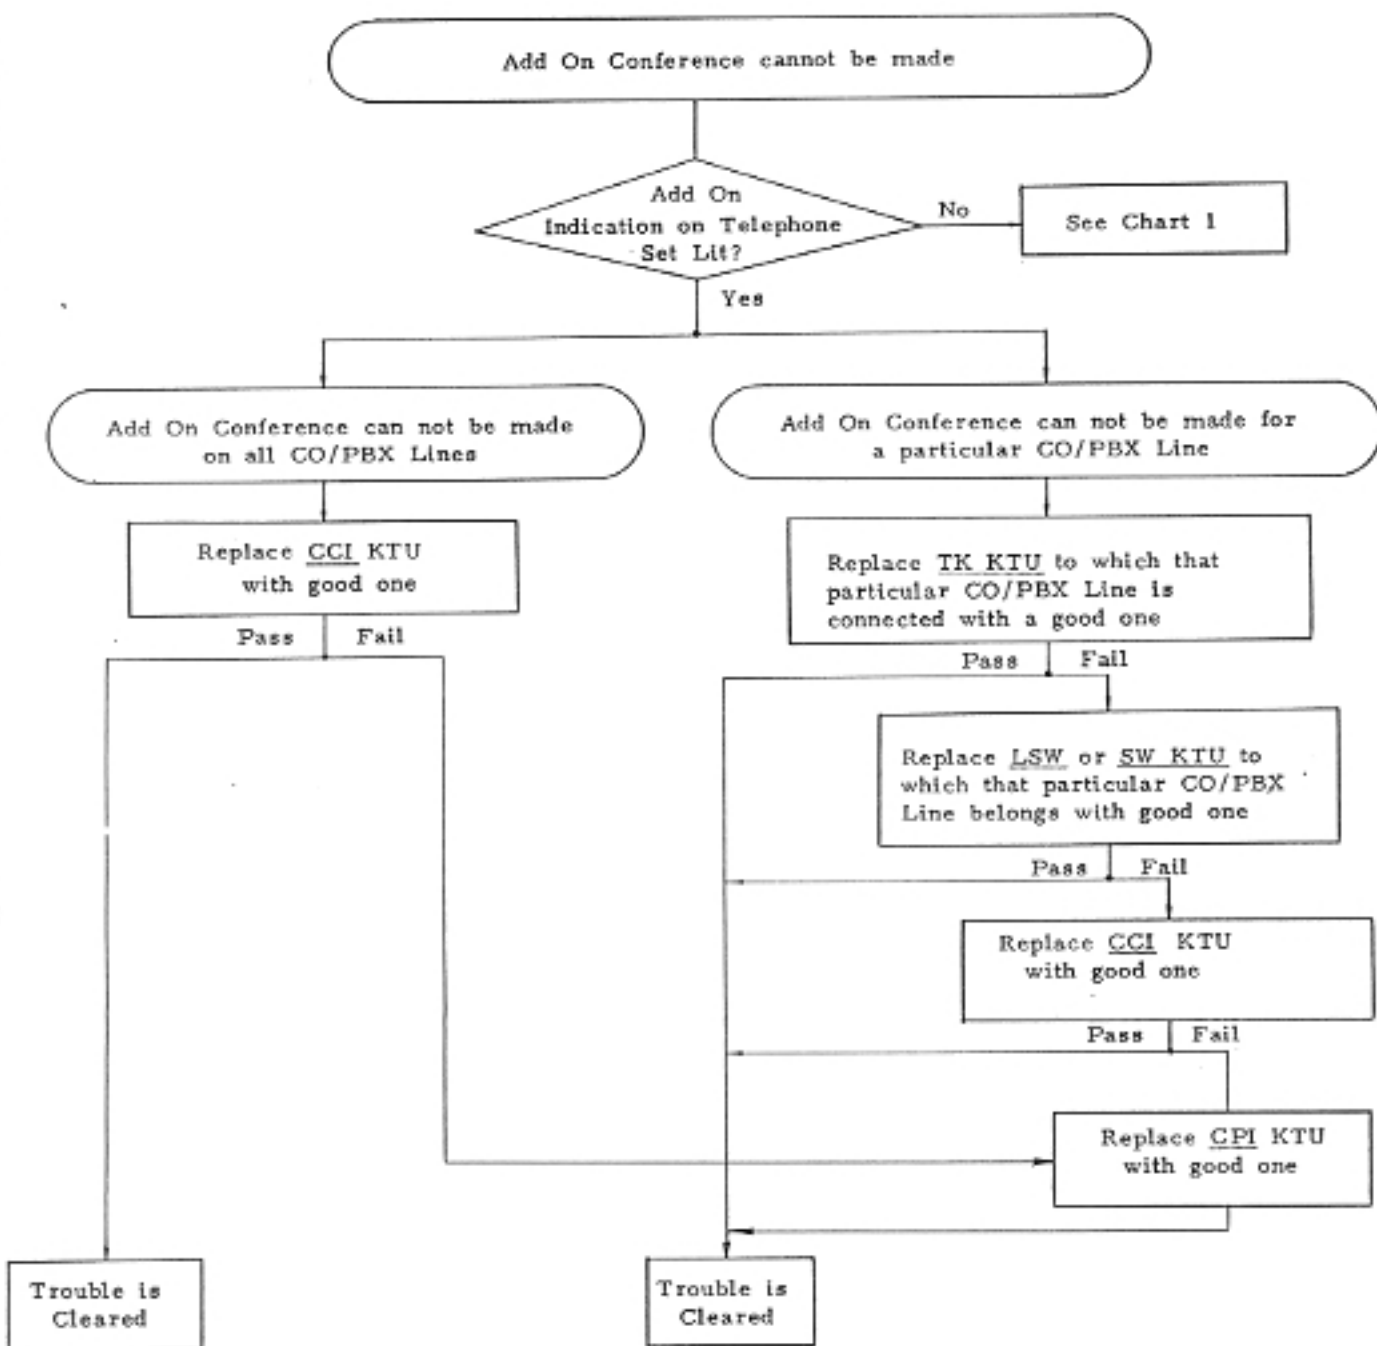 Add On Conference cannot be made
Add On
Indication on Telephone
Set Lit?
No
See Chart 1
Yes
Add On Conference can not be made
on all CO/PBX Lines
Add On Conference can not be made for
a particular CO/PBX Line
Replace CCI KTU
with good one
Pass Fail
Replace TK KTU to which that
particular CO/PBX Line is
connected with a good one
Pass Fail
Replace LSW or SW KTU to
which that particular CO/PBX
Line belongs with good one
Pass Fail
Replace CCI KTU
with good one
Pass Fail
Replace CPI KTU
with good one
Trouble is
Cleared
Trouble is
Cleared